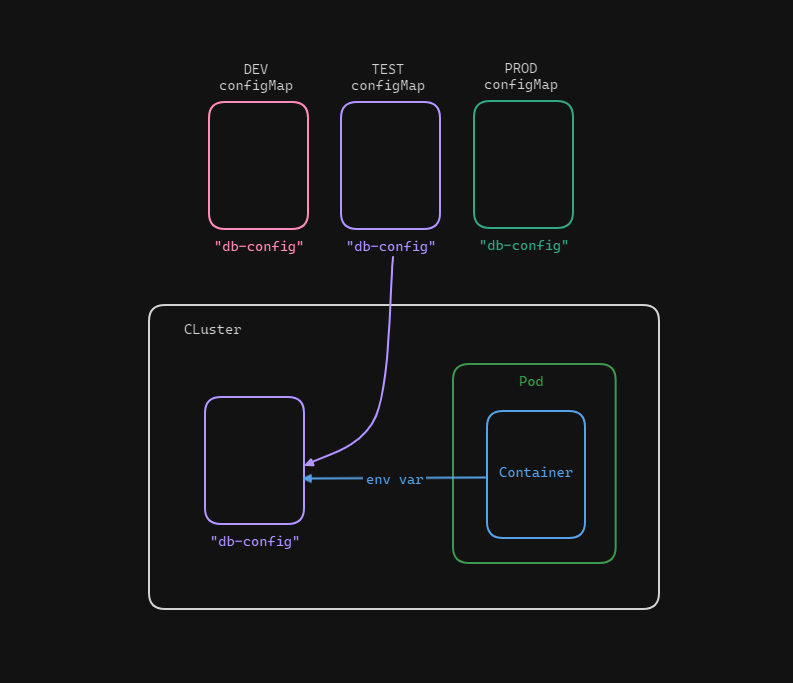 DEV
configMap
TEST
configMap
PROD
configMap
"db-config"
"db-config"
"db-config"
CLuster
Pod
Container
env var
"db-config"